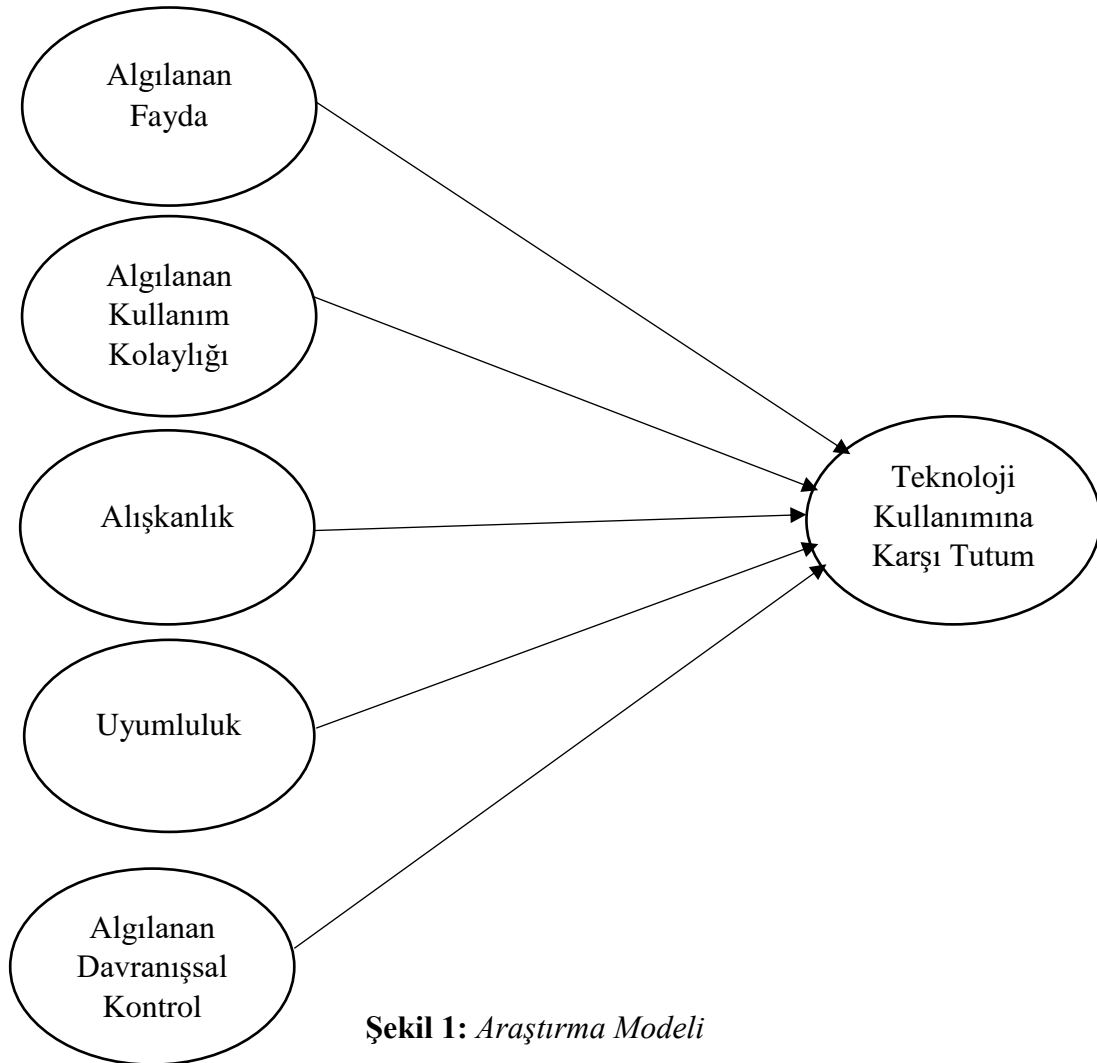 Algılanan
Fayda
Algılanan
Kullanım
Kolaylığı
Alışkanlık
Uyumluluk
Algılanan
Davranışsal
Kontrol
Teknoloji
Kullanımına
Karşı Tutum
Şekil 1: Araştırma Modeli